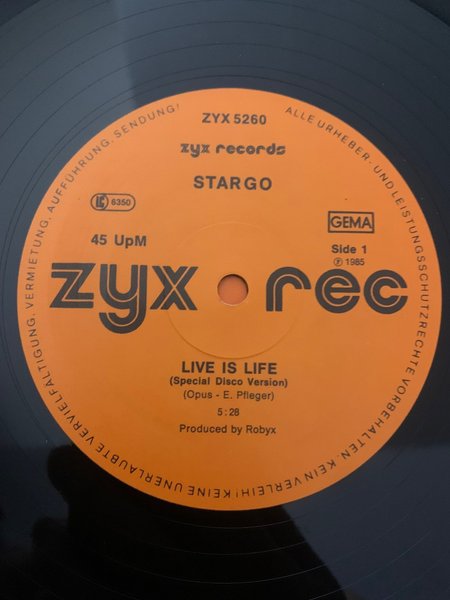 ZYX 5260
zyx records
STARGO
LC 6350
GEMA
45 UpM
Side 1
Ⓟ 1985
zyx rec
LIVE IS LIFE
(Special Disco Version)
(Opus - E. Pfleger)
5:28
Produced by Robyx
ALLE URHEBER- UND LEISTUNGSSCHUTZRECHTE VORBEHALTEN. KEIN VERLEIH! KEINE UNERLAUBTE VERVIELFÄLTIGUNG, VERMIETUNG, AUFFÜHRUNG, SENDUNG!